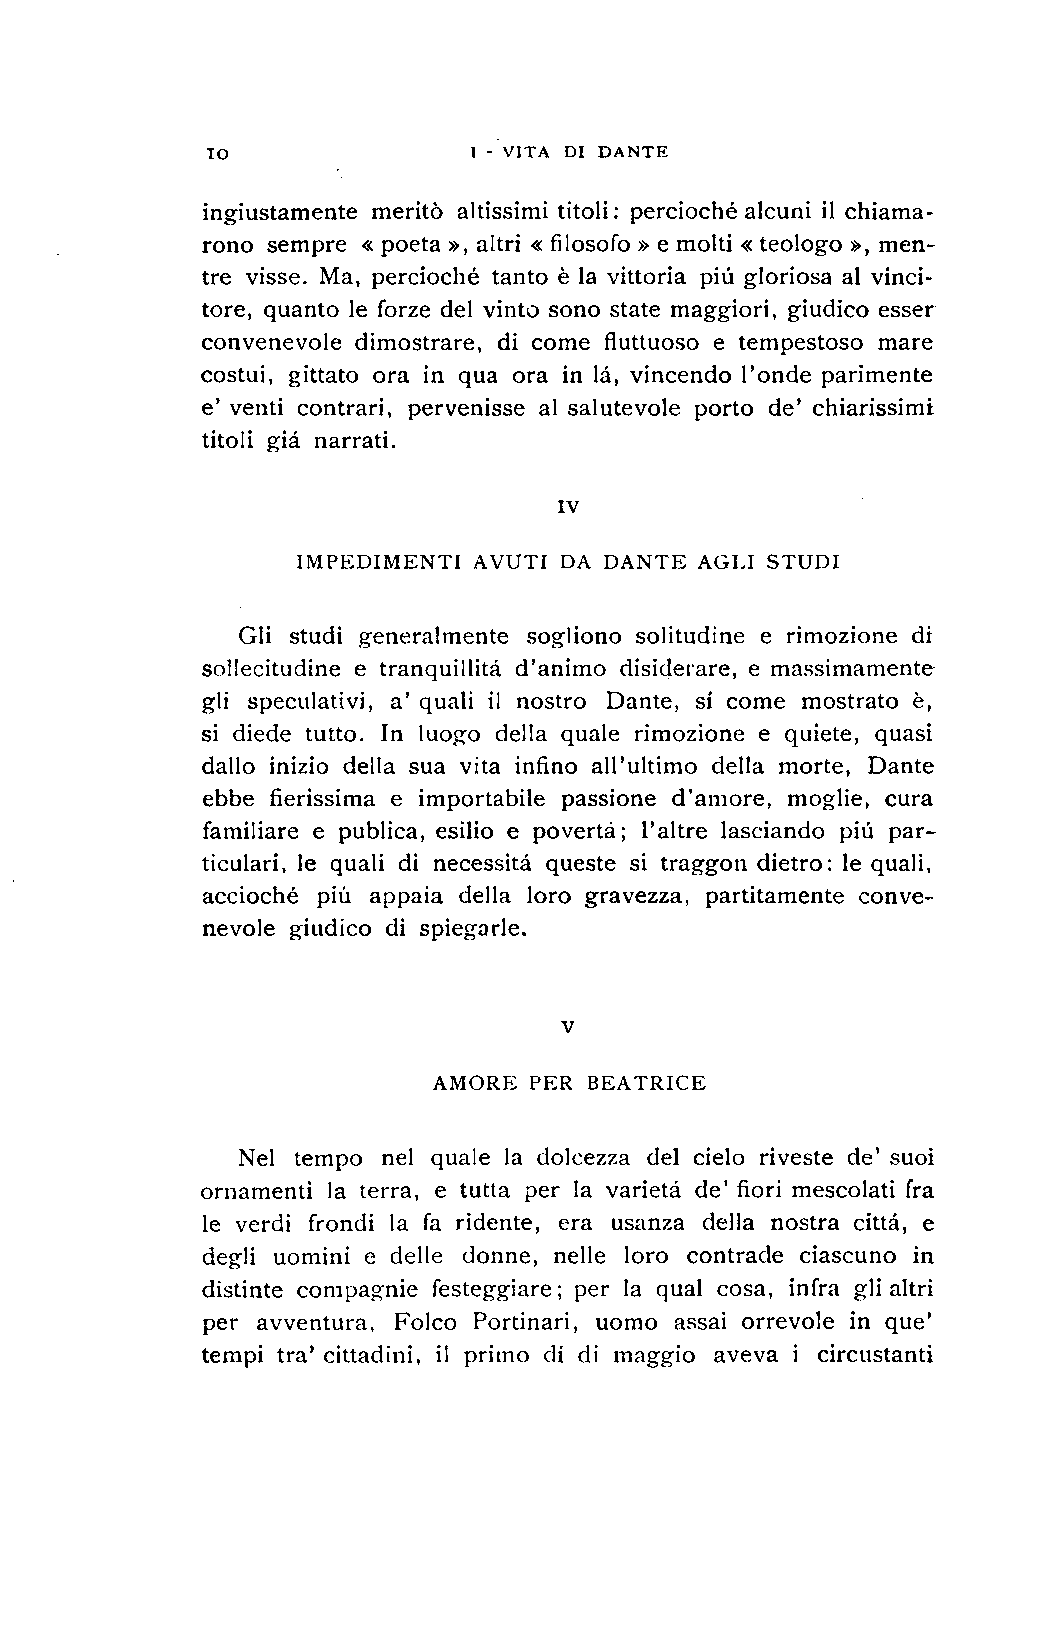 10 I - VITA DI DANTE
ingiustamente meritò altissimi titoli: percioché alcuni il chiama-
rono sempre « poeta », altri « filosofo » e molti « teologo », men-
tre visse. Ma, percioché tanto è la vittoria piú gloriosa al vinci-
tore, quanto le forze del vinto sono state maggiori, giudico esser
convenevole dimostrare, di come fluttuoso e tempestoso mare
costui, gittato ora in qua ora in lá, vincendo l'onde parimente
e' venti contrari, pervenisse al salutevole porto de' chiarissimi
titoli giá narrati.
IV
IMPEDIMENTI AVUTI DA DANTE AGLI STUDI
Gli studi generalmente sogliono solitudine e rimozione di
sollecitudine e tranquillitá d'animo disiderare, e massimamente
gli speculativi, a' quali il nostro Dante, sí come mostrato è,
si diede tutto. In luogo della quale rimozione e quiete, quasi
dallo inizio della sua vita infino all'ultimo della morte, Dante
ebbe fierissima e importabile passione d'amore, moglie, cura
familiare e publica, esilio e povertá; l'altre lasciando piú par-
ticulari, le quali di necessitá queste si traggon dietro: le quali,
accioché piú appaia della loro gravezza, partitamente conve-
nevole giudico di spiegarle.
V
AMORE PER BEATRICE
Nel tempo nel quale la dolcezza del cielo riveste de' suoi
ornamenti la terra, e tutta per la varietá de' fiori mescolati fra
le verdi frondi la fa ridente, era usanza della nostra cittá, e
degli uomini e delle donne, nelle loro contrade ciascuno in
distinte compagnie festeggiare; per la qual cosa, infra gli altri
per avventura, Folco Portinari, uomo assai orrevole in que'
tempi tra' cittadini, il primo dí di maggio aveva i circustanti